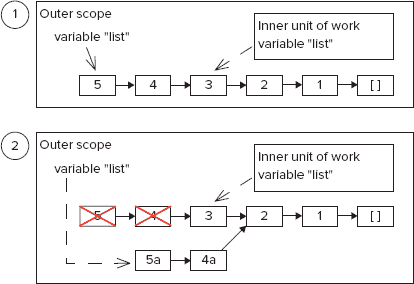 1
Outer scope
variable "list"
Inner unit of work
variable "list"
5 4 3 2 1 []
2
Outer scope
variable "list"
Inner unit of work
variable "list"
5 4 3 2 1 []
5a 4a